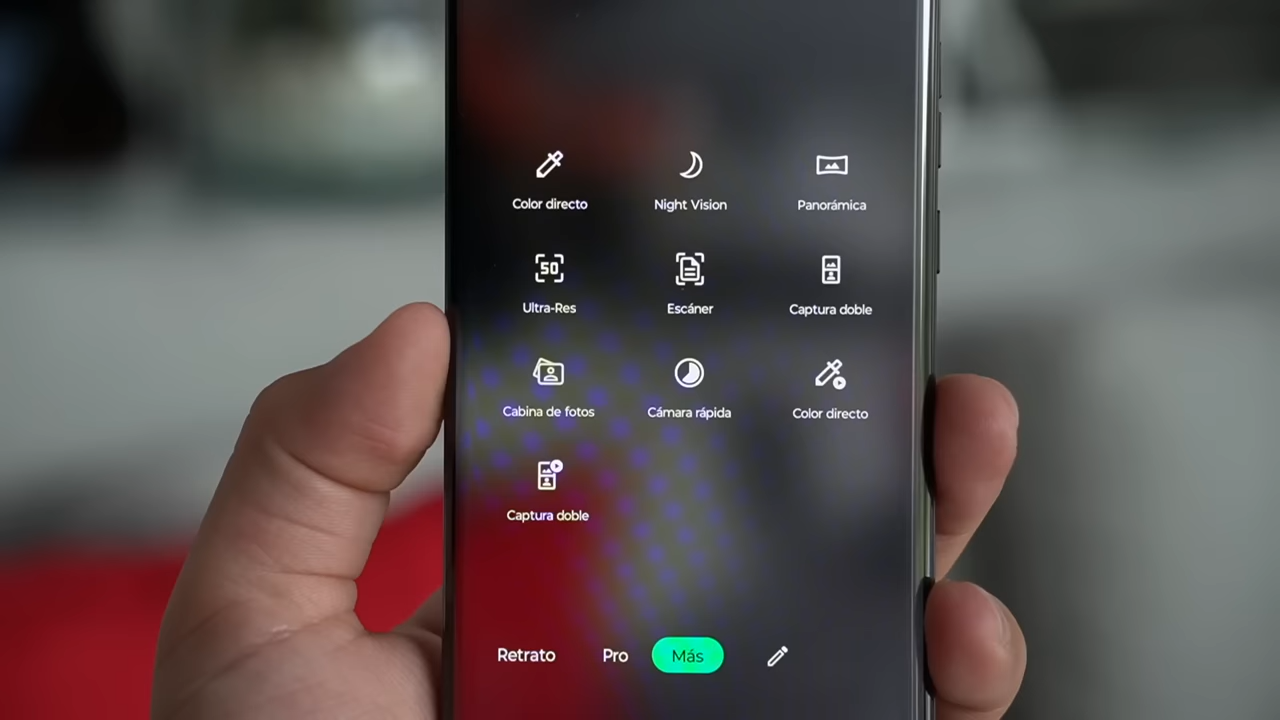 Color directo
Night Vision
Panorámica
50
Ultra-Res
Escáner
Captura doble
Cabina de fotos
Cámara rápida
Color directo
Captura doble
Retrato
Pro
Más